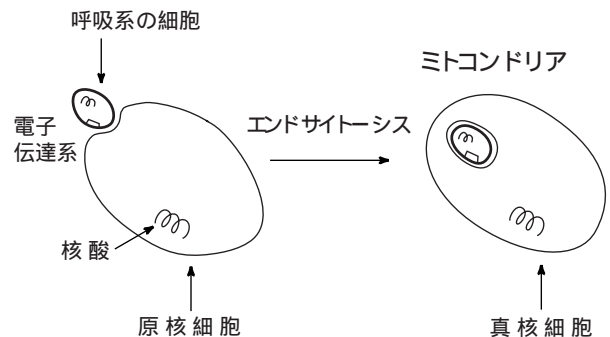 呼吸系の細胞
ミトコンドリア
電子
伝達系
エンドサイトーシス
核酸
原核細胞
真核細胞